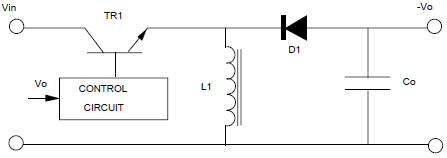 Vin
TR1
-Vo
D1
Vo
CONTROL
CIRCUIT
L1
Co